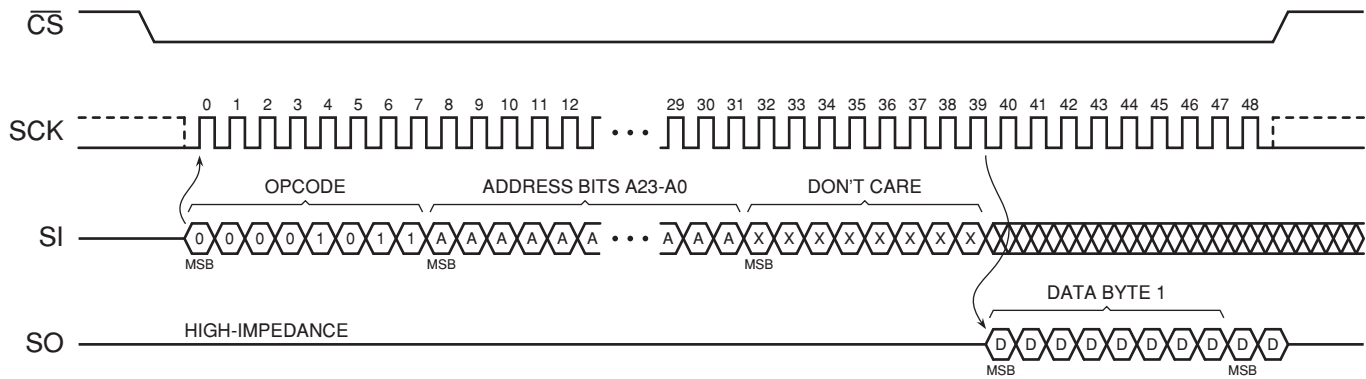 CS
0 1 2 3 4 5 6 7 8 9 10 11 12 29 30 31 32 33 34 35 36 37 38 39 40 41 42 43 44 45 46 47 48
SCK
OPCODE ADDRESS BITS A23-A0 DON'T CARE
SI 0 0 0 0 1 0 1 1 A A A A A A A A A X X X X X X X X
MSB MSB MSB
DATA BYTE 1
HIGH-IMPEDANCE
SO D D D D D D D D D D
MSB MSB